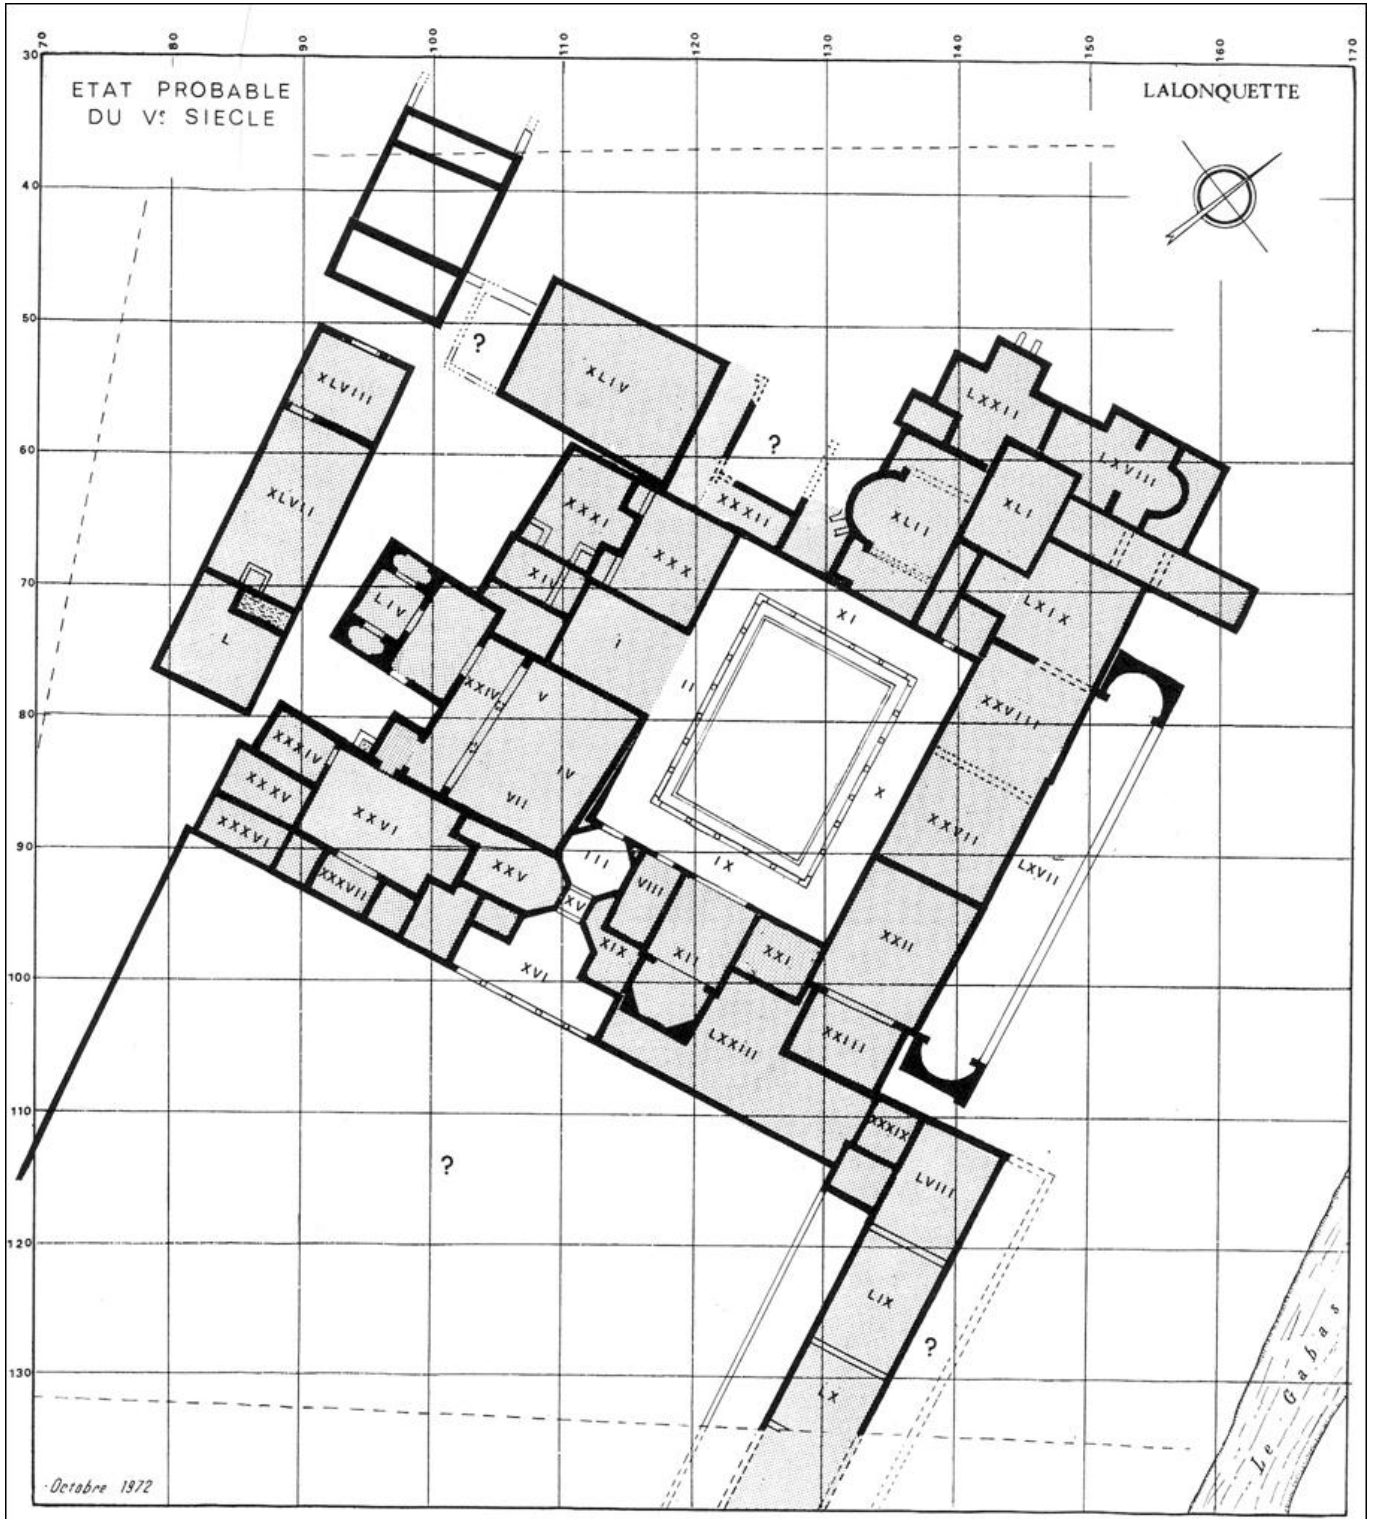 70 80 90 100 110 120 130 140 150 160 170
30
ETAT PROBABLE
DU Ve SIECLE
LALONQUETTE
40
50
?
XLIV
XLVIII
LXXII
60
?
LXVIII
XLVII
XXXI
XXXII
XLII
XLI
XXX
XIV
70
LIV
XI
LXIX
L
I
II
XXIV
V
XXVIII
80
XXXIV
IV
VII
X
XXXV
XXVI
XXVII
XXXVI
90
III
IX
XXV
VIII
LXVII
XXXVII
XV
XIX
XII
XXI
XXII
100
XVI
LXXIII
XXIII
110
XXXIX
?
LVIII
120
LIX
?
130
LX
Le Gabas
Octobre 1972